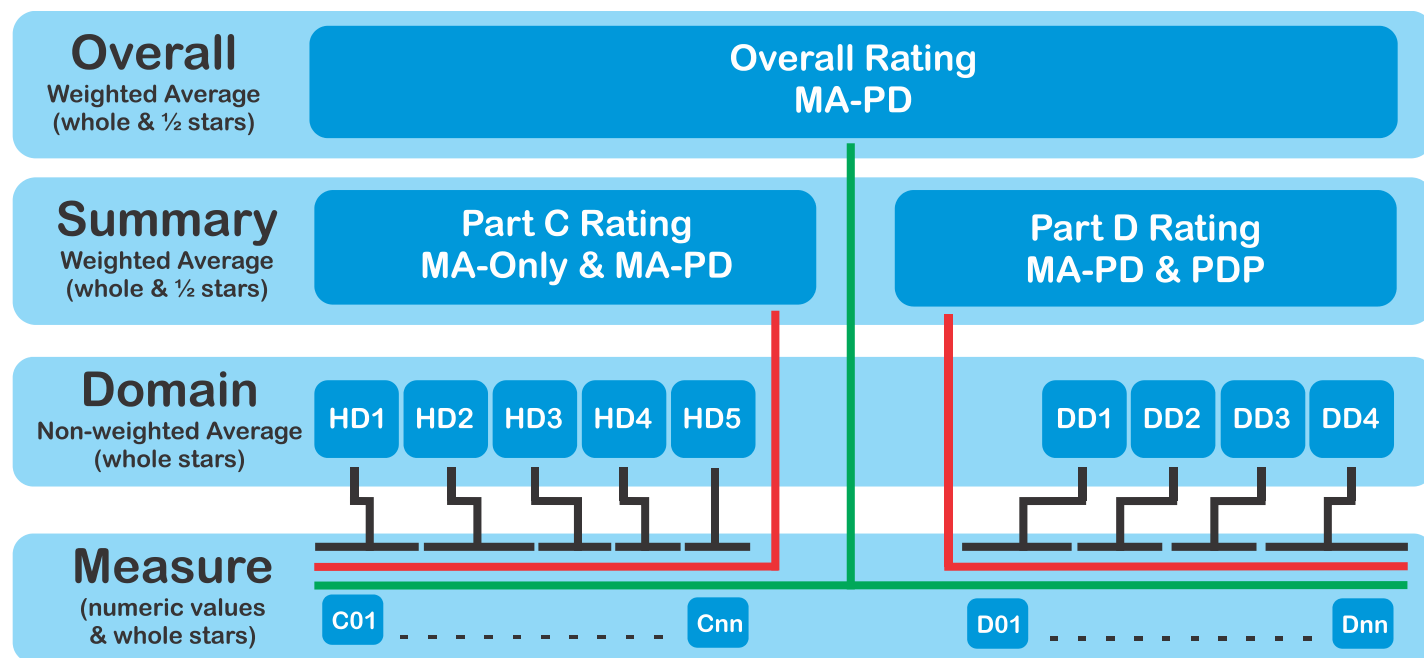 Overall
Weighted Average
(whole & ½ stars)
Overall Rating
MA-PD
Summary
Weighted Average
(whole & ½ stars)
Part C Rating
MA-Only & MA-PD
Part D Rating
MA-PD & PDP
Domain
Non-weighted Average
(whole stars)
HD1 HD2 HD3 HD4 HD5 DD1 DD2 DD3 DD4
Measure
(numeric values
& whole stars)
C01 Cnn D01 Dnn